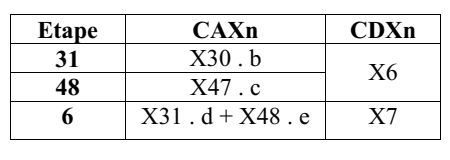 Etape CAXn CDXn
31 X30 . b X6
48 X47 . c
6 X31 . d + X48 . e X7